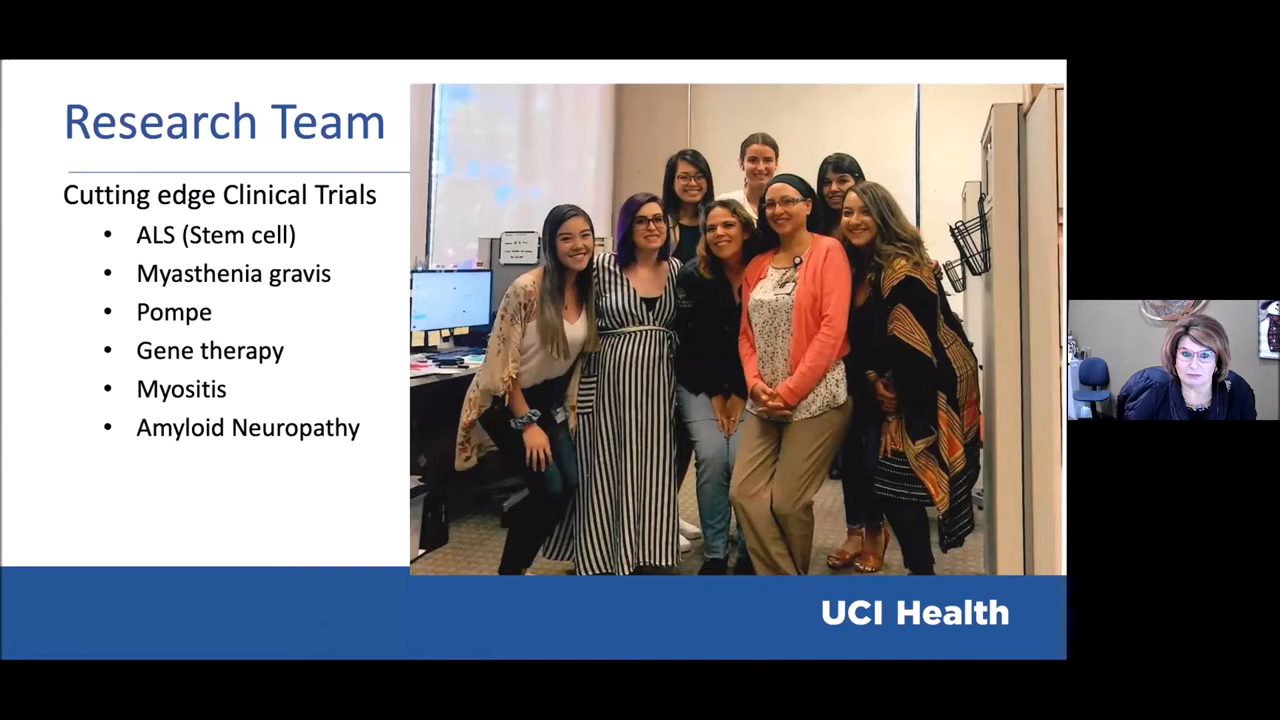 Research Team
Cutting edge Clinical Trials
• ALS (Stem cell)
• Myasthenia gravis
• Pompe
• Gene therapy
• Myositis
• Amyloid Neuropathy
UCI Health